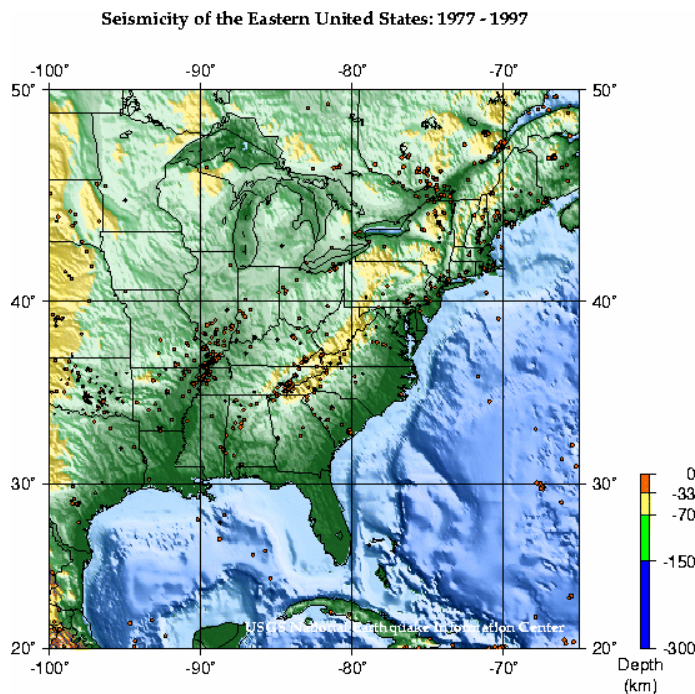 Seismicity of the Eastern United States: 1977 - 1997
-100° -90° -80° -70°
50° 50°
40° 40°
30° 30°
20° 20°
-100° -90° -80° -70°
USGS National Earthquake Information Center
0
-33
-70
-150
-300
Depth
(km)